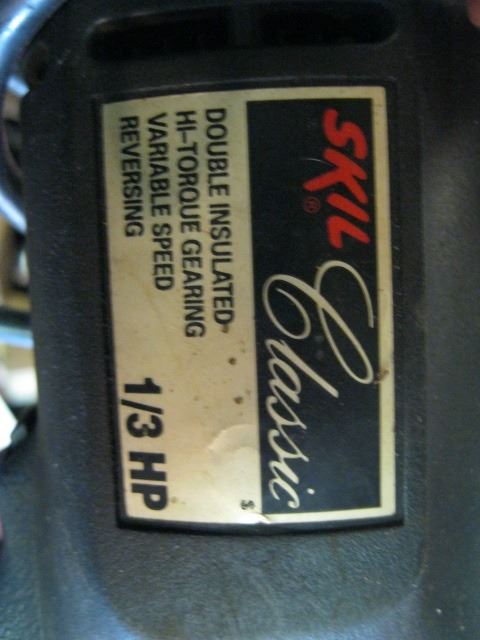 SKIL®
Classic
DOUBLE INSULATED
HI-TORQUE GEARING
VARIABLE SPEED
REVERSING
1/3 HP